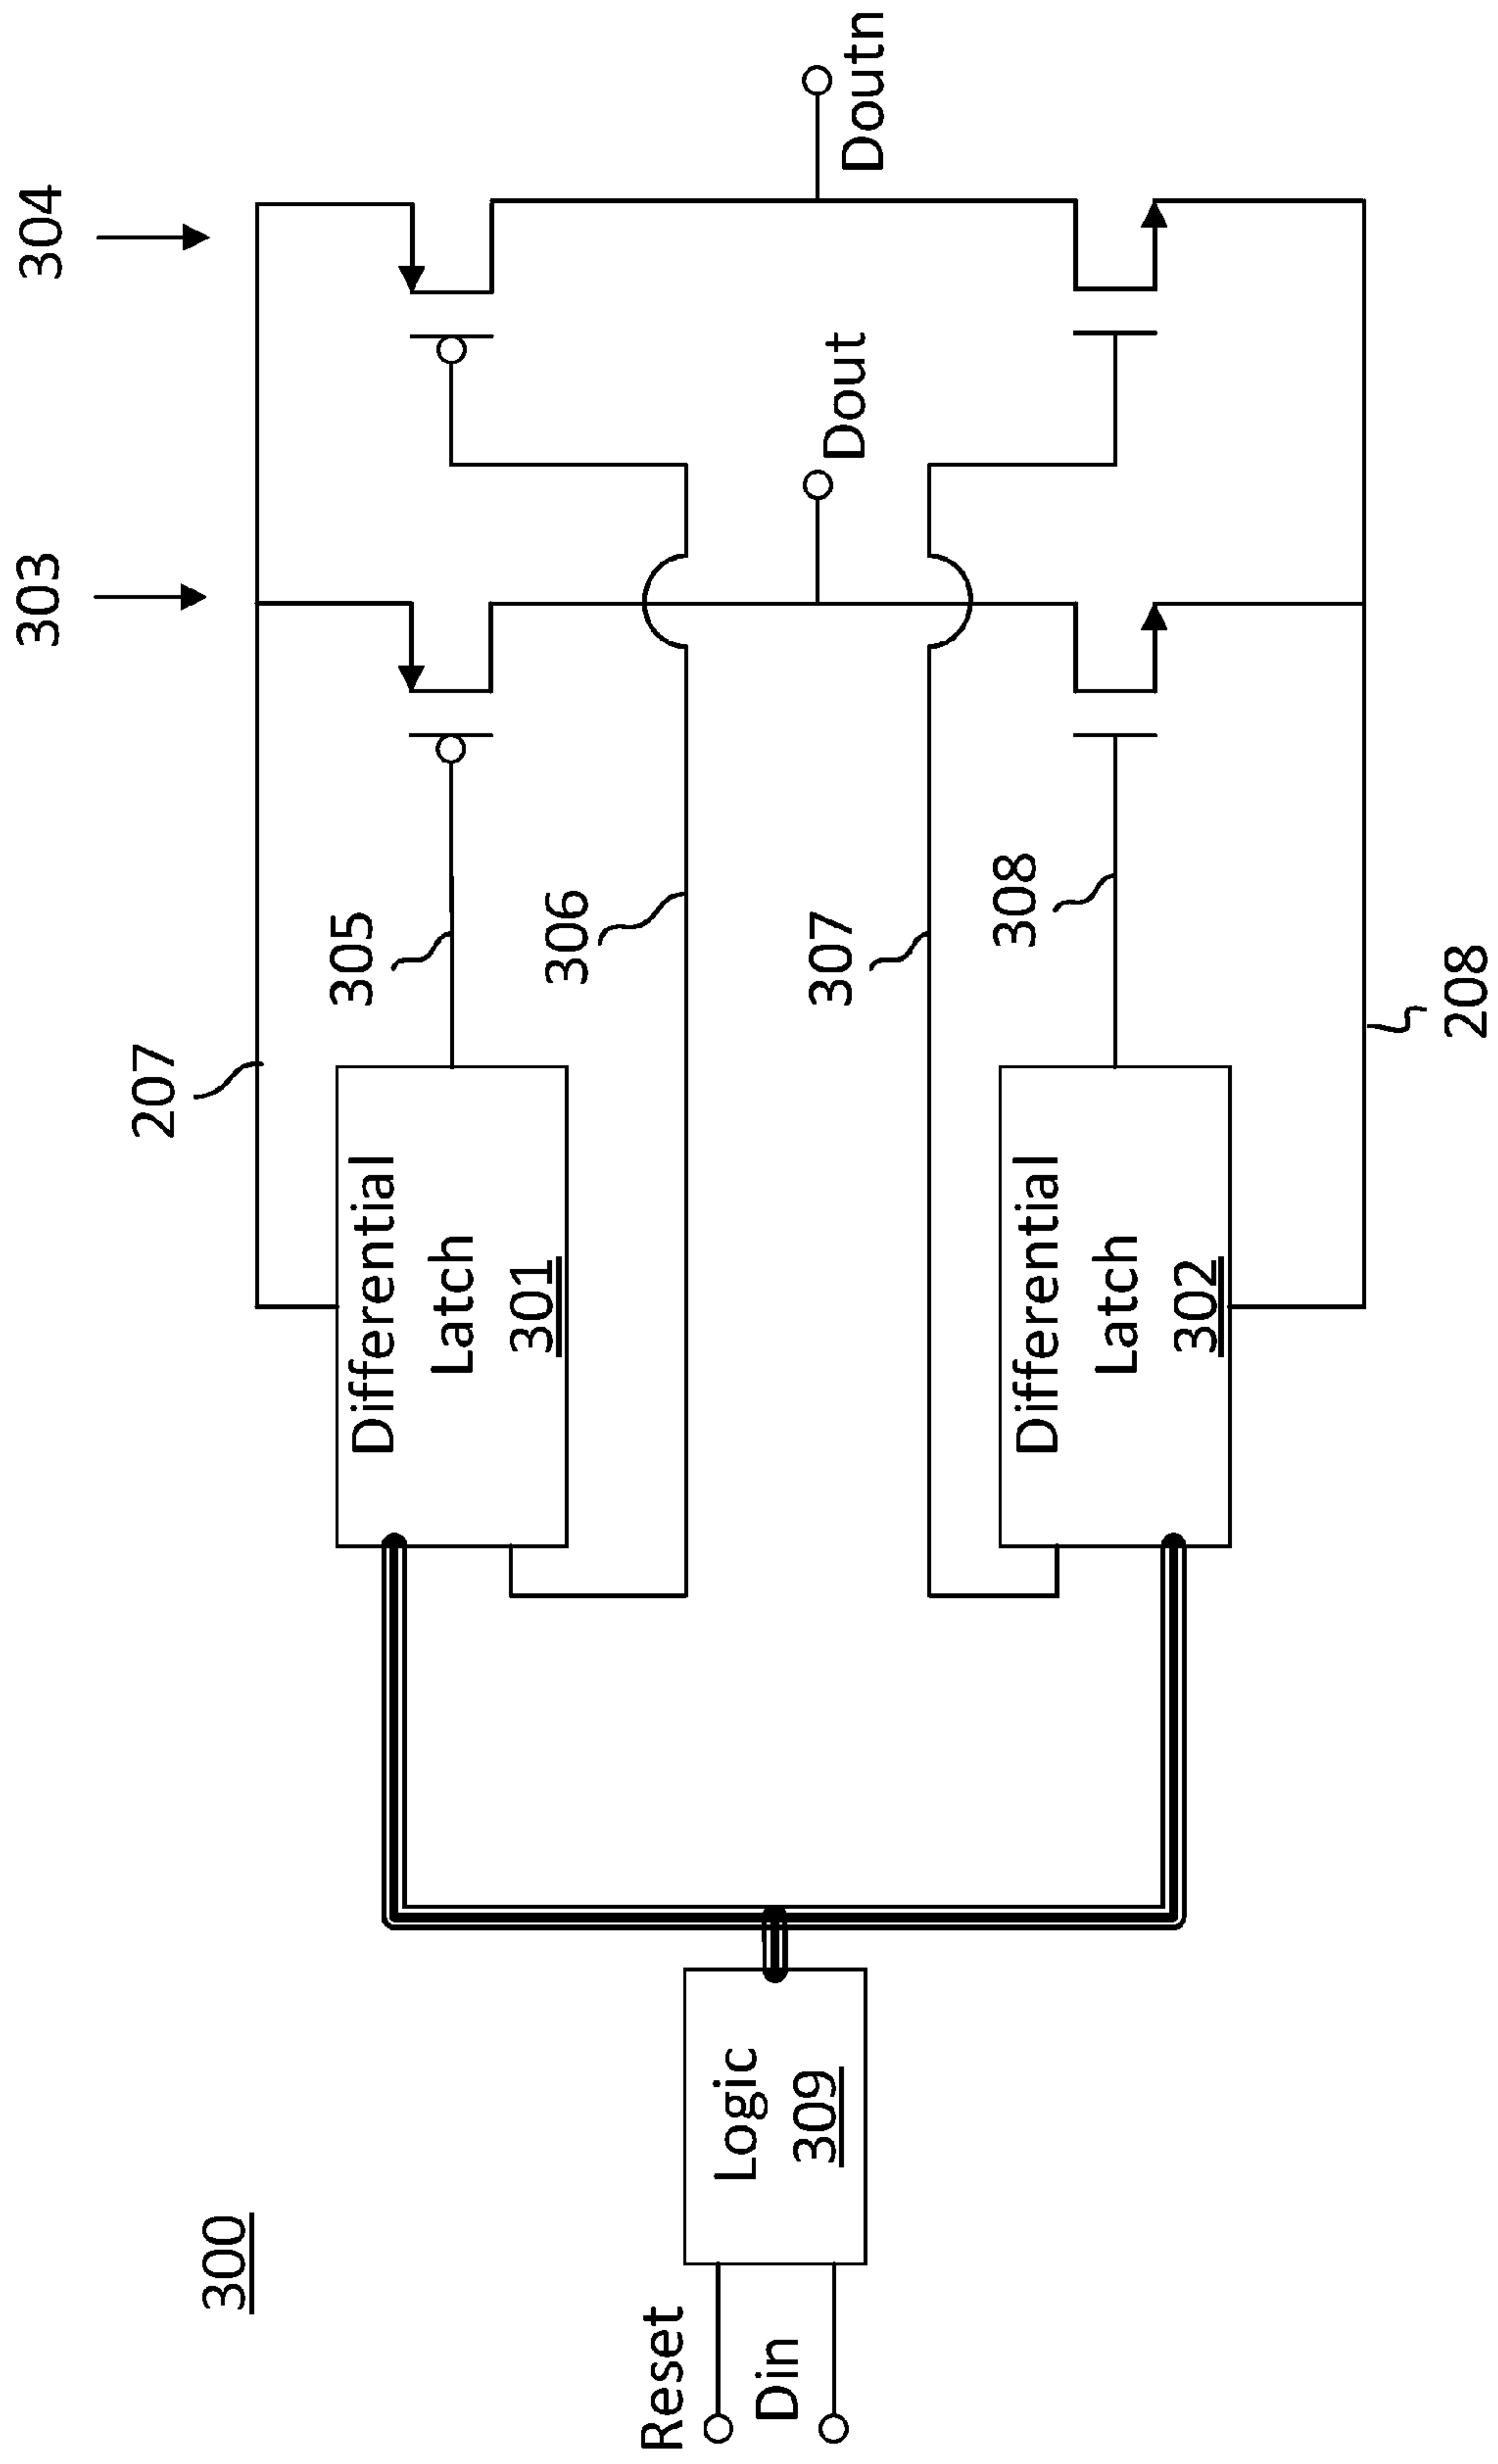 300
Reset
Din
Logic
309
Differential
Latch
301
Differential
Latch
302
207
208
305
306
307
308
303
304
Dout
Doutn